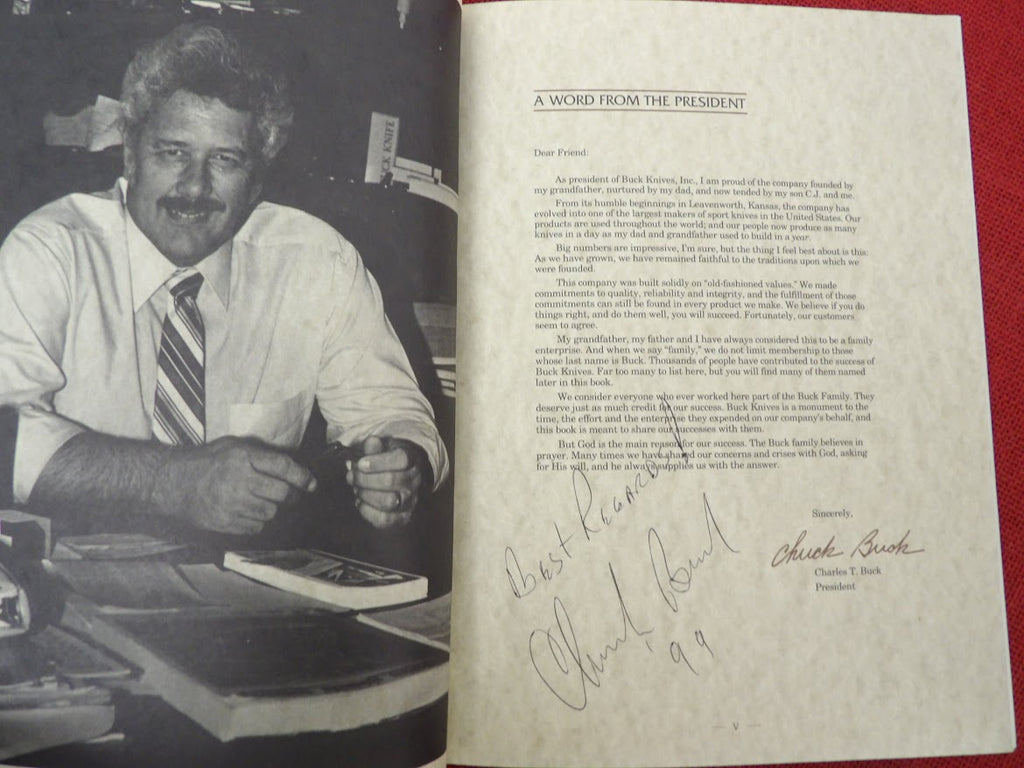 CK KNIFE
A WORD FROM THE PRESIDENT
Dear Friend:
As president of Buck Knives, Inc., I am proud of the company founded by
my grandfather, nurtured by my dad, and now tended by my son C.J. and me.
From its humble beginnings in Leavenworth, Kansas, the company has
evolved into one of the largest makers of sport knives in the United States. Our
products are used throughout the world; and our people now produce as many
knives in a day as my dad and grandfather used to build in a year.
Big numbers are impressive, I'm sure, but the thing I feel best about is this:
As we have grown, we have remained faithful to the traditions upon which we
were founded.
This company was built solidly on "old-fashioned values." We made
commitments to quality, reliability and integrity, and the fulfillment of those
commitments can still be found in every product we make. We believe if you do
things right, and do them well, you will succeed. Fortunately, our customers
seem to agree.
My grandfather, my father and I have always considered this to be a family
enterprise. And when we say "family," we do not limit membership to those
whose last name is Buck. Thousands of people have contributed to the success of
Buck Knives. Far too many to list here, but you will find many of them named
later in this book.
We consider everyone who ever worked here part of the Buck Family. They
deserve just as much credit for our success. Buck Knives is a monument to the
time, the effort and the enterprise they expended on our company's behalf, and
this book is meant to share our successes with them.
But God is the main reason for our success. The Buck family believes in
prayer. Many times we have shared our concerns and crises with God, asking
for His will, and he always supplies us with the answer.
Sincerely,
Chuck Buck
Charles T. Buck
President
Best Regards
Chuck Buck
99
v